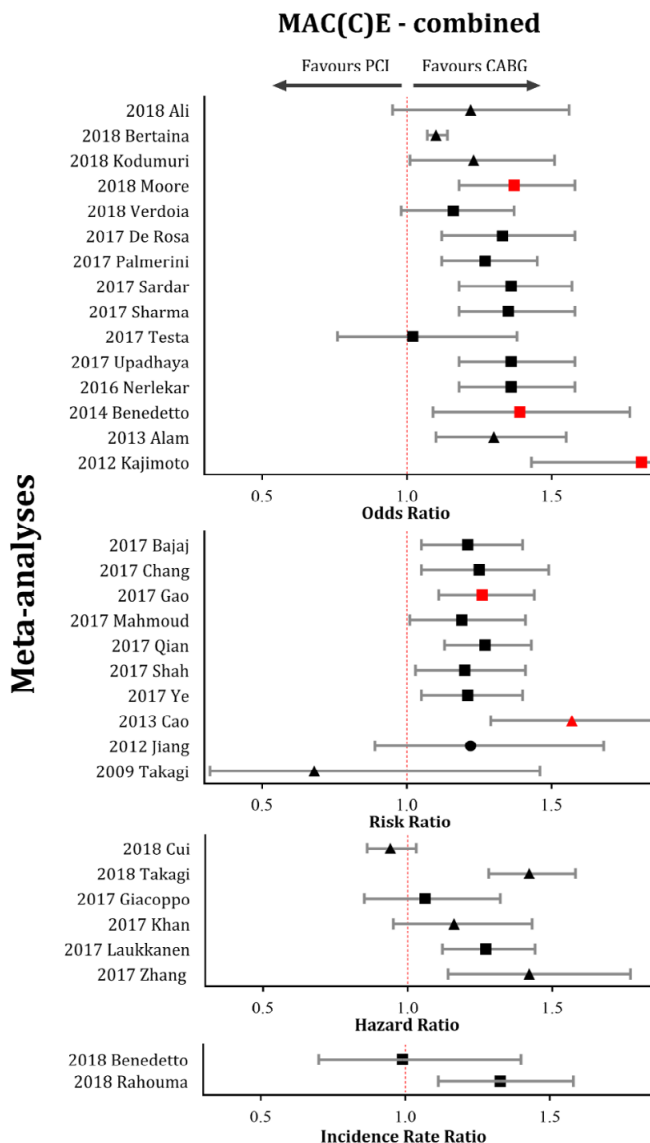 MAC(C)E - combined
Favours PCI
Favours CABG
Meta-analyses
2018 Ali
2018 Bertaina
2018 Kodumuri
2018 Moore
2018 Verdoia
2017 De Rosa
2017 Palmerini
2017 Sardar
2017 Sharma
2017 Testa
2017 Upadhaya
2016 Nerlekar
2014 Benedetto
2013 Alam
2012 Kajimoto
0.5 1.0 1.5
Odds Ratio
2017 Bajaj
2017 Chang
2017 Gao
2017 Mahmoud
2017 Qian
2017 Shah
2017 Ye
2013 Cao
2012 Jiang
2009 Takagi
0.5 1.0 1.5
Risk Ratio
2018 Cui
2018 Takagi
2017 Giacoppo
2017 Khan
2017 Laukkanen
2017 Zhang
0.5 1.0 1.5
Hazard Ratio
2018 Benedetto
2018 Rahouma
0.5 1.0 1.5
Incidence Rate Ratio